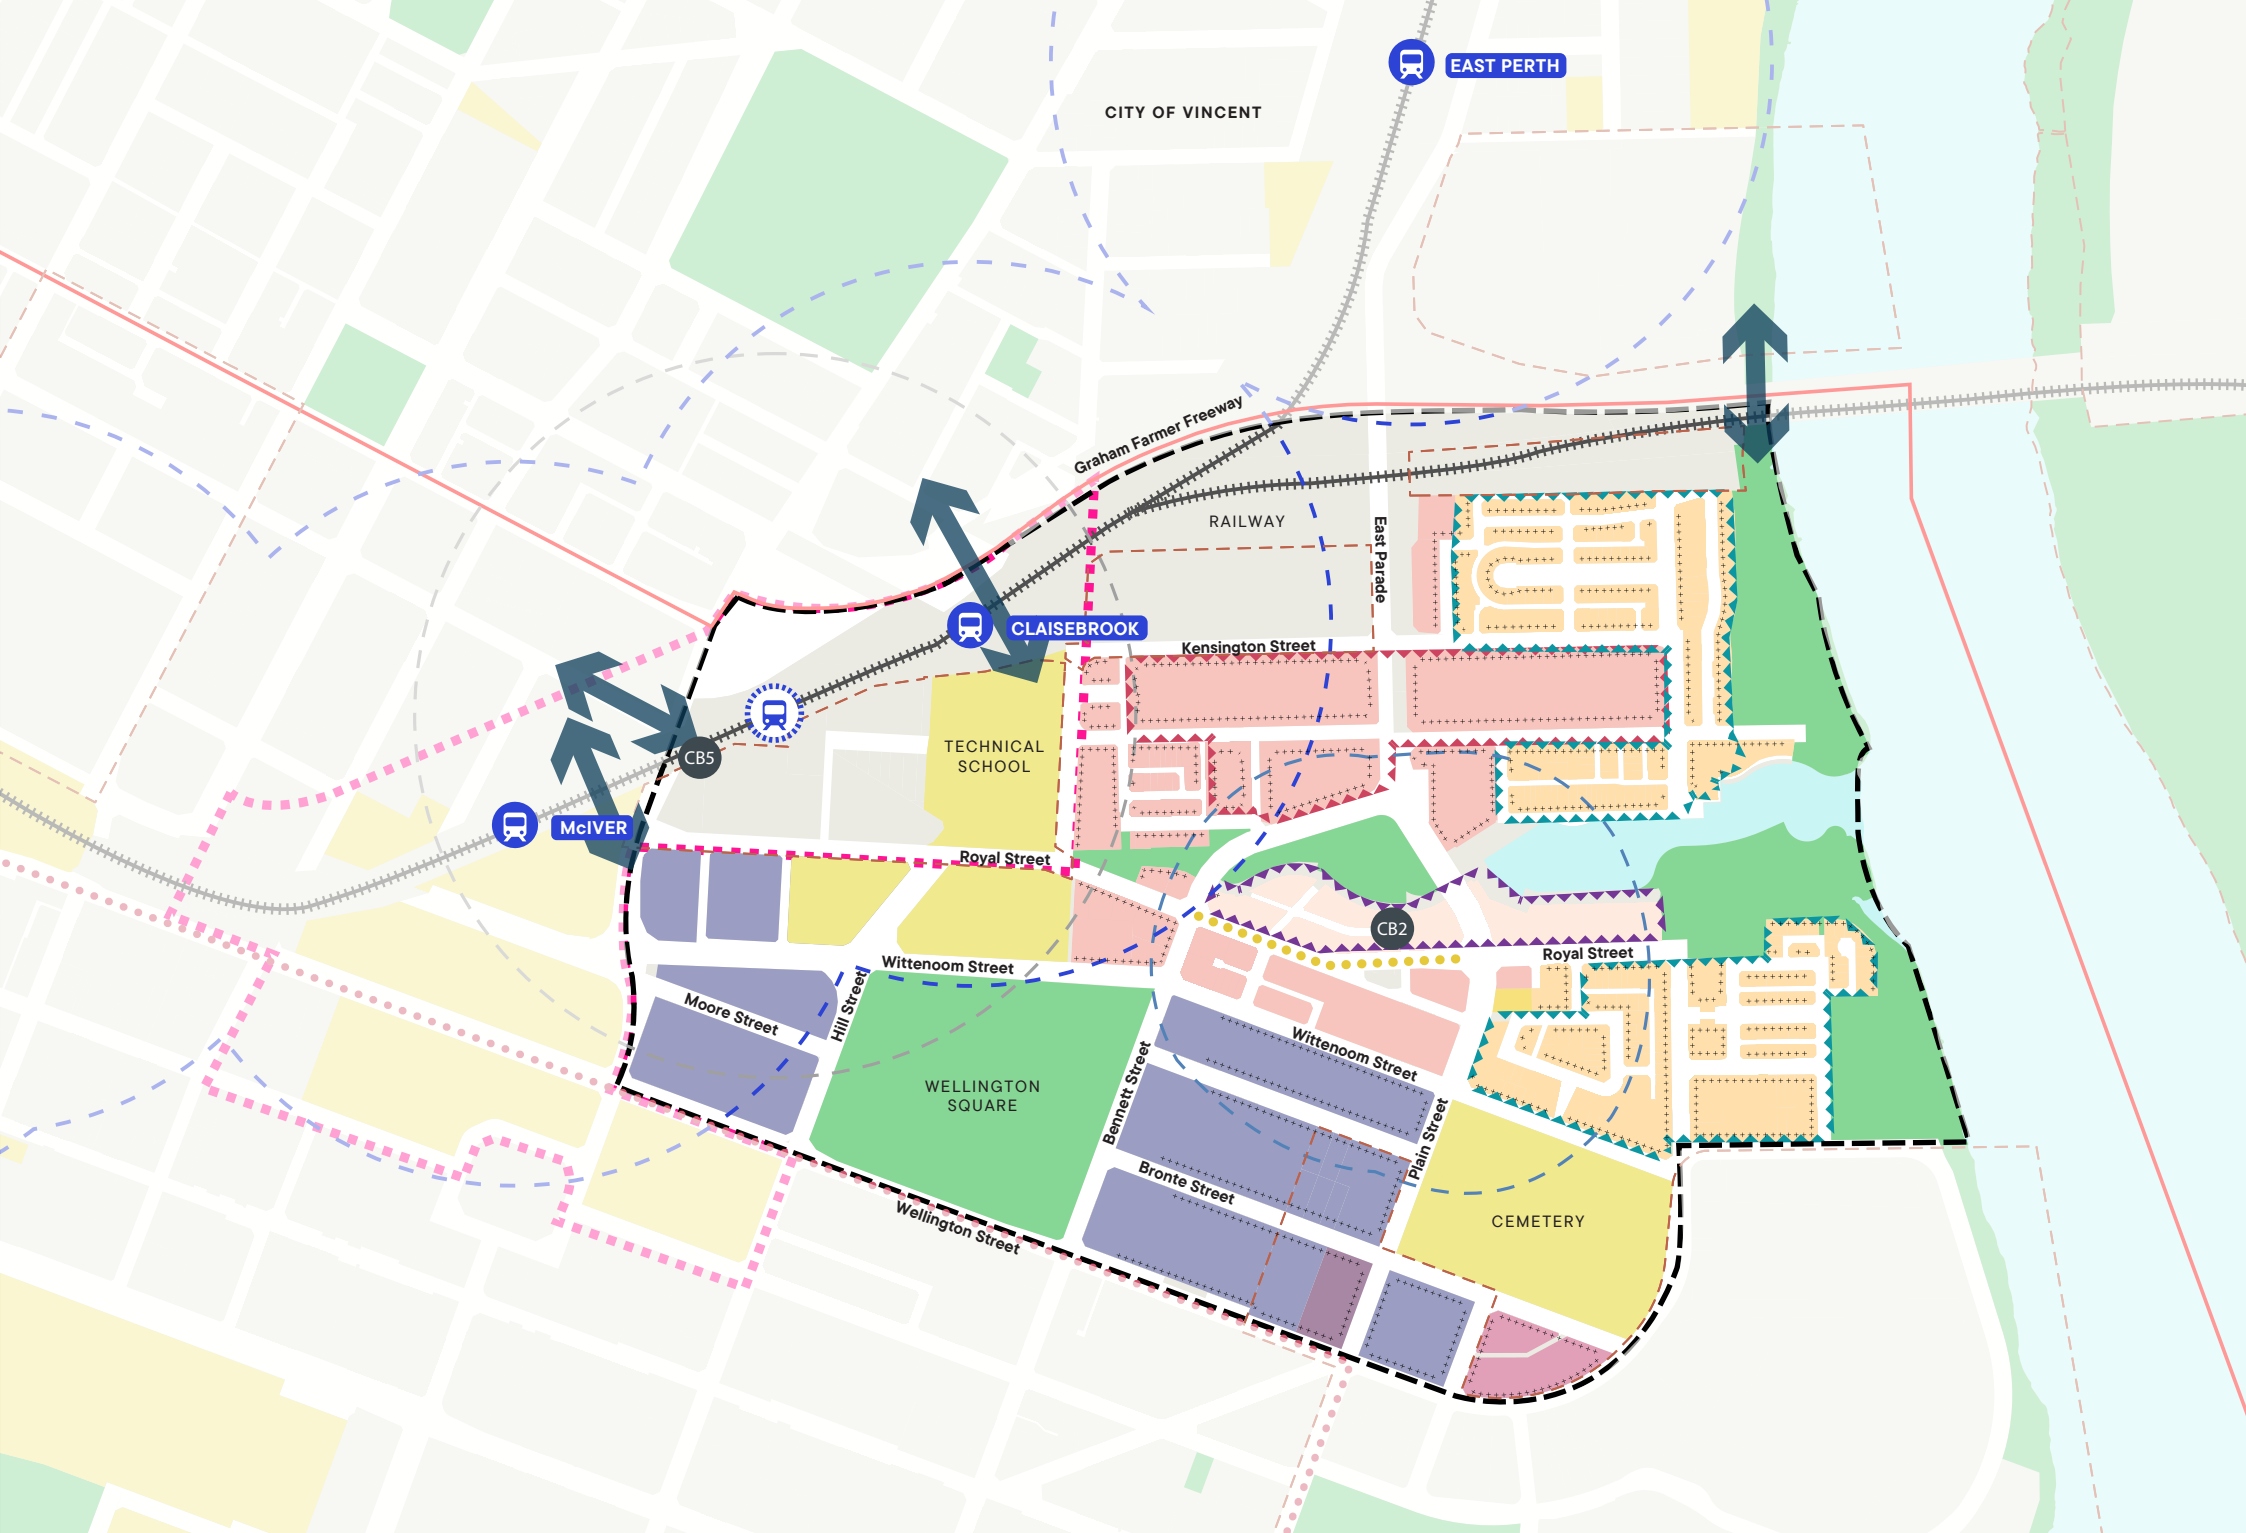 EAST PERTH
CITY OF VINCENT
Graham Farmer Freeway
RAILWAY
East Parade
CLAISEBROOK
Kensington Street
TECHNICAL
SCHOOL
CB5
McIVER
Royal Street
CB2
Royal Street
Wittenoom Street
Moore Street
Hill Street
Wittenoom Street
WELLINGTON
SQUARE
Bennett Street
Plain Street
Bronte Street
CEMETERY
Wellington Street